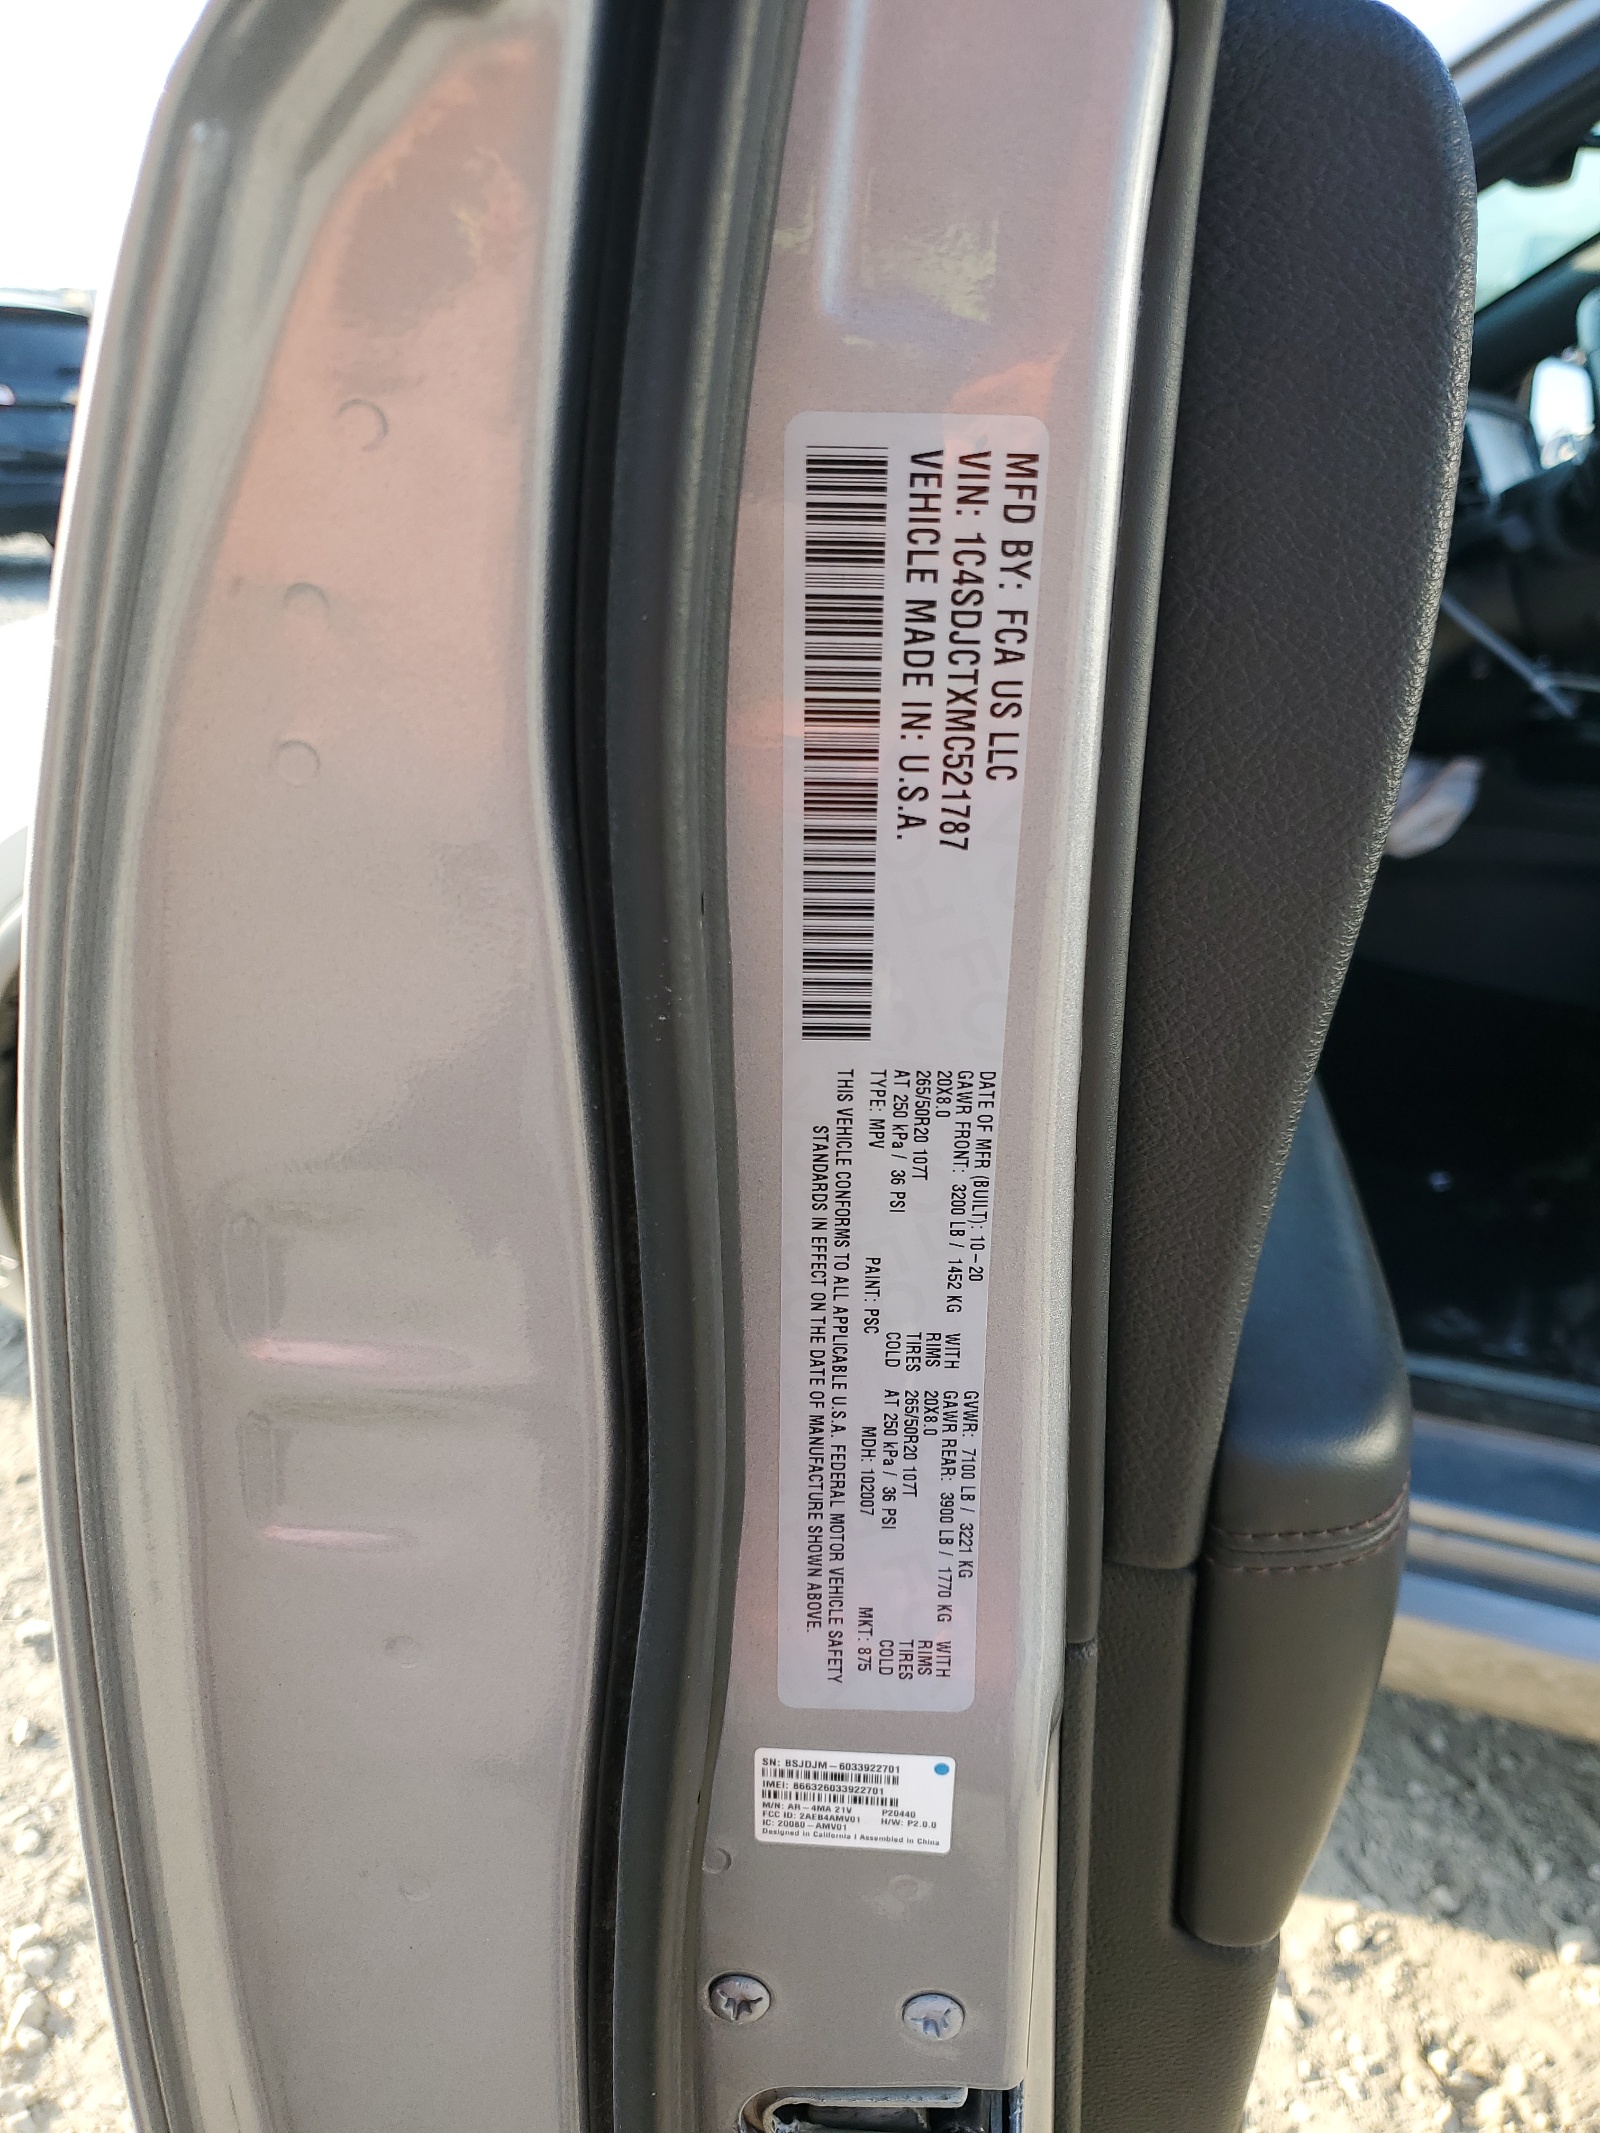 MFD BY: FCA US LLC
VIN: 1C4SDJCTXMC521787
VEHICLE MADE IN: U.S.A.
DATE OF MFR (BUILT): 10-20 GVWR: 7100 LB / 3221 KG
GAWR FRONT: 3200 LB / 1452 KG WITH GAWR REAR: 3900 LB / 1770 KG WITH
20X8.0 RIMS 20X8.0 RIMS
265/50R20 107T TIRES 265/50R20 107T TIRES
AT 250 kPa / 36 PSI COLD AT 250 kPa / 36 PSI COLD
TYPE: MPV PAINT: PSC MDH: 102007 MKT: 875
THIS VEHICLE CONFORMS TO ALL APPLICABLE U.S.A. FEDERAL MOTOR VEHICLE SAFETY
STANDARDS IN EFFECT ON THE DATE OF MANUFACTURE SHOWN ABOVE.
SN: BSJDJM-6033922701
IMEI: 866326033922701
M/N: AR-4MA 21V P20440
FCC ID: 2AEB4AMV01 H/W: P2.0.0
IC: 20080-AMV01
Designed in California | Assembled in China